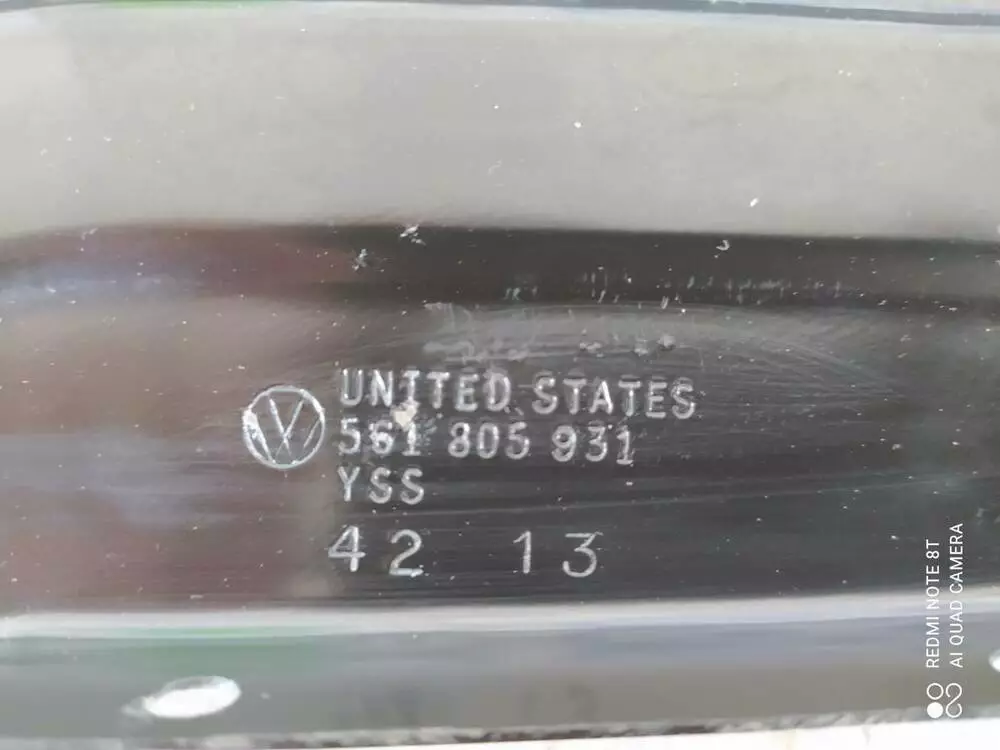 UNITED STATES
561 805 931
YSS
42 13
REDMI NOTE 8T
AI QUAD CAMERA